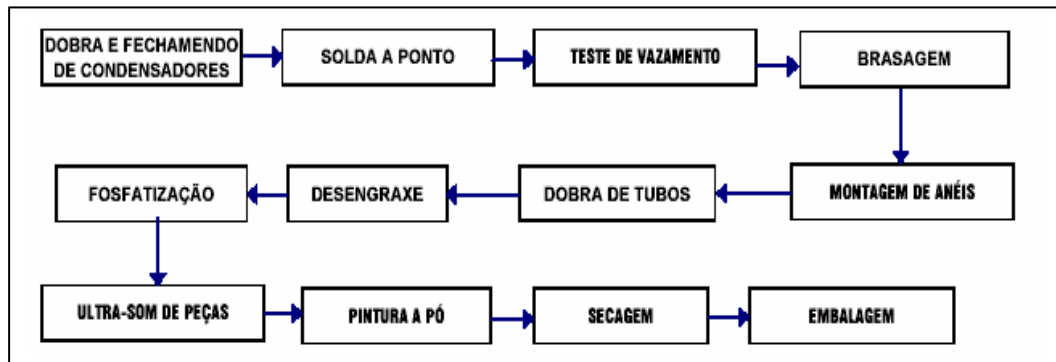 DOBRA E FECHAMENDO
DE CONDENSADORES
SOLDA A PONTO
TESTE DE VAZAMENTO
BRASAGEM
MONTAGEM DE ANÉIS
DOBRA DE TUBOS
DESENGRAXE
FOSFATIZAÇÃO
ULTRA-SOM DE PEÇAS
PINTURA A PÓ
SECAGEM
EMBALAGEM